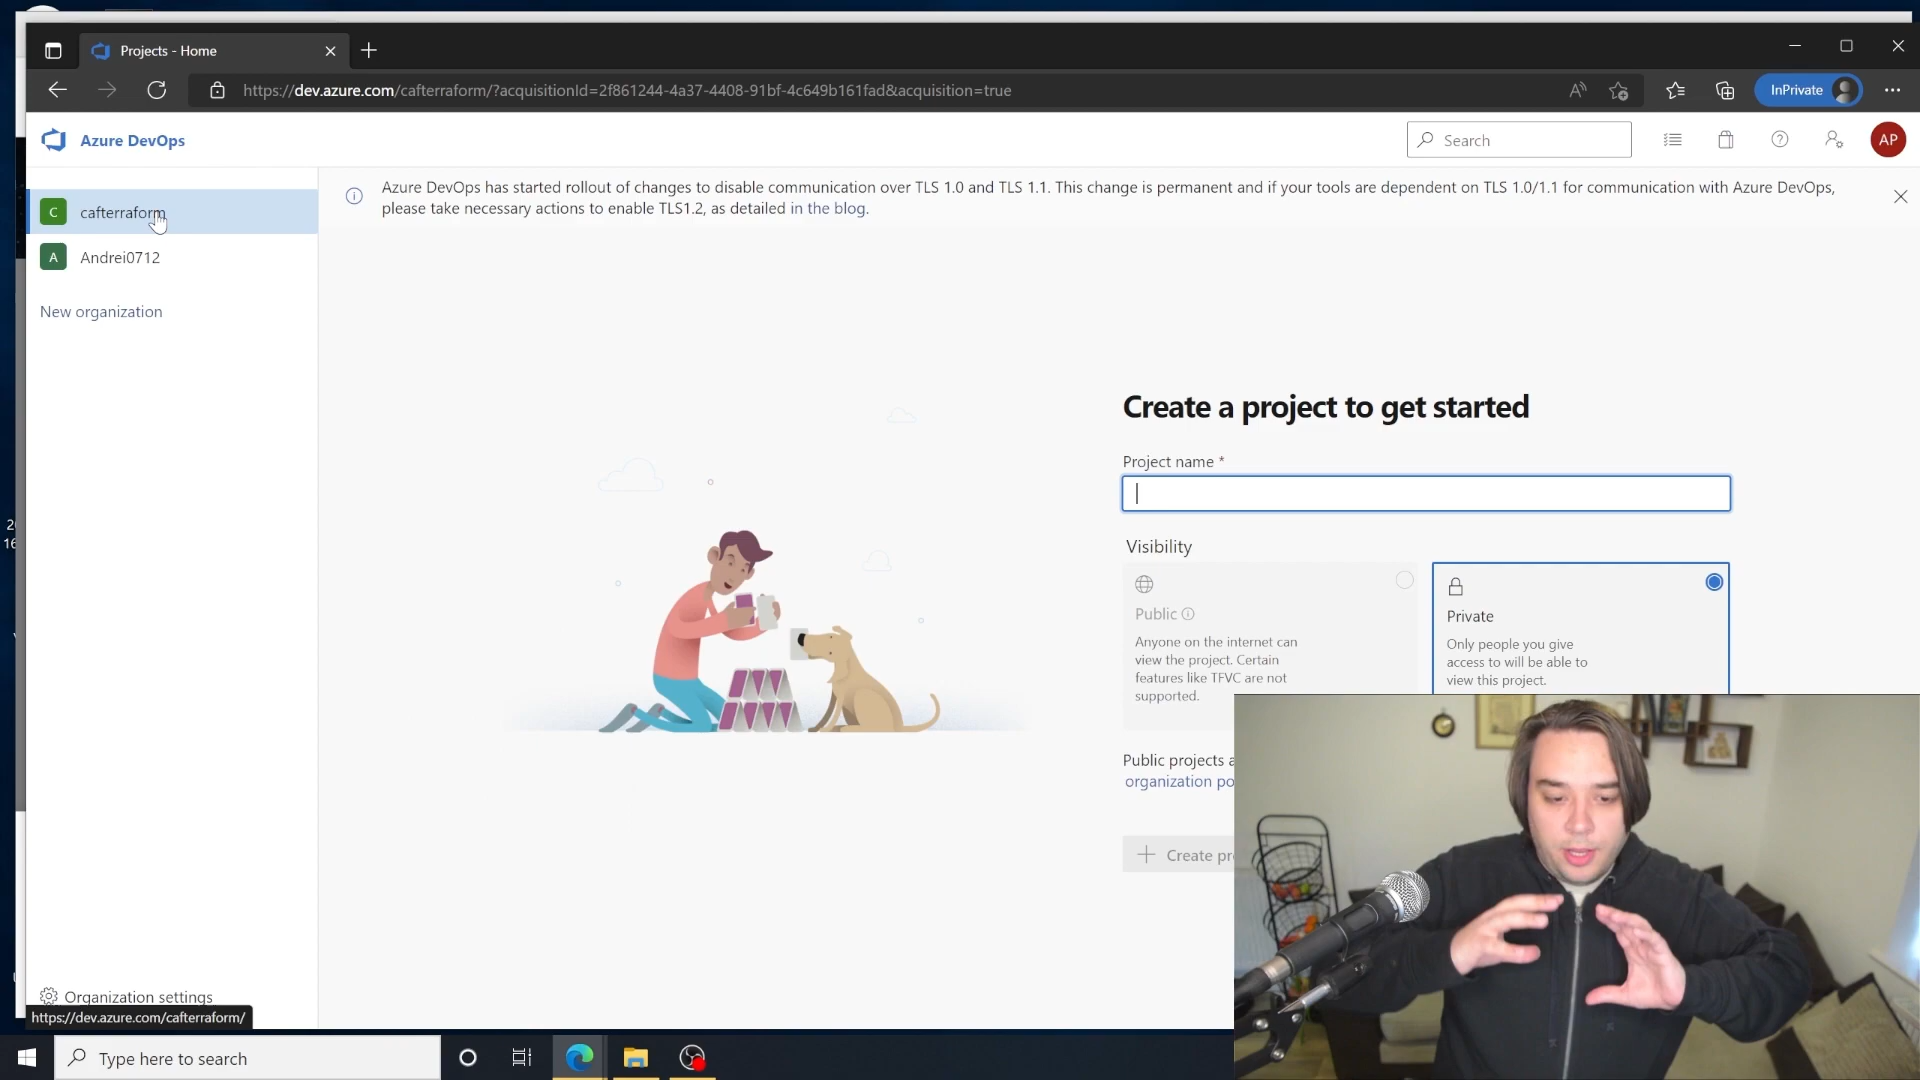 Projects - Home
https://dev.azure.com/cafterraform/?acquisitionId=2f861244-4a37-4408-91bf-4c649b161fad&acquisition=true
InPrivate
Azure DevOps
Search
AP
C cafterraform
A Andrei0712
New organization
Azure DevOps has started rollout of changes to disable communication over TLS 1.0 and TLS 1.1. This change is permanent and if your tools are dependent on TLS 1.0/1.1 for communication with Azure DevOps,
please take necessary actions to enable TLS1.2, as detailed in the blog.
Create a project to get started
Project name *
Visibility
Public
Anyone on the internet can
view the project. Certain
features like TFVC are not
supported.
Private
Only people you give
access to will be able to
view this project.
Public projects a
organization po
+ Create pro
Organization settings
https://dev.azure.com/cafterraform/
Type here to search